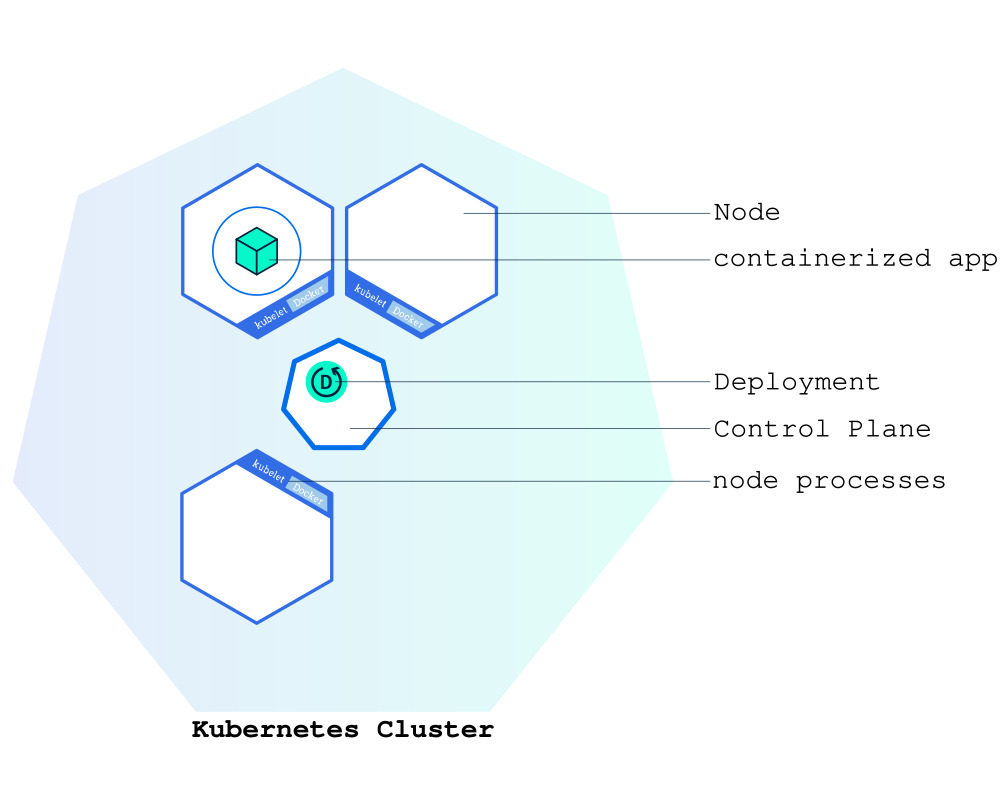 Node
containerized app
kubelet Docker
kubelet Docker
D
Deployment
Control Plane
kubelet Docker
node processes
Kubernetes Cluster